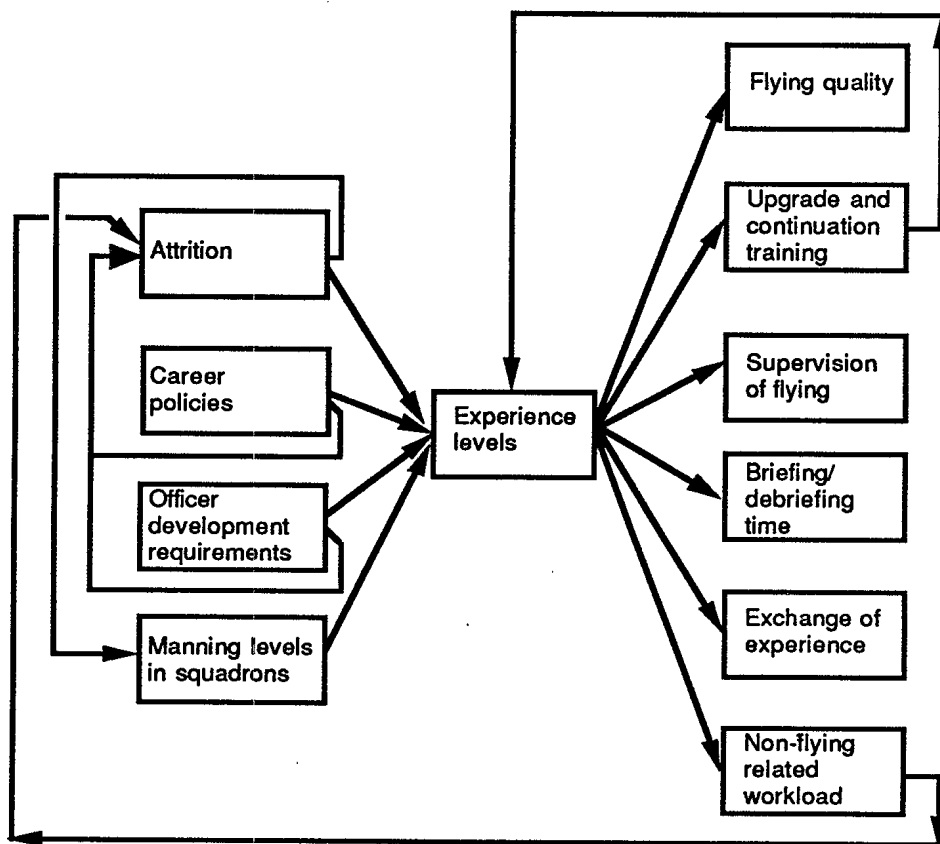 Attrition
Career
policies
Officer
development
requirements
Manning levels
in squadrons
Experience
levels
Flying quality
Upgrade and
continuation
training
Supervision
of flying
Briefing/
debriefing
time
Exchange of
experience
Non-flying
related
workload